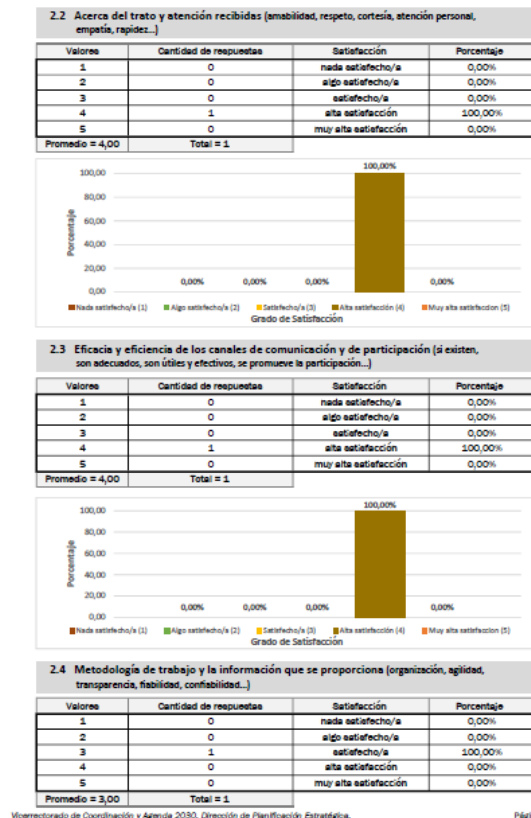 2.2 Acerca del trato y atención recibidas (amabilidad, respeto, cortesía, atención personal,
empatía, rapidez...)
Valores Cantidad de respuestas Satisfacción Porcentaje
1 0 nada satisfecho/a 0,00%
2 0 algo satisfecho/a 0,00%
3 0 satisfecho/a 0,00%
4 1 alta satisfacción 100,00%
5 0 muy alta satisfacción 0,00%
Promedio = 4,00 Total = 1
100,00%
100,00
80,00
60,00
40,00
20,00
0,00
Porcentaje
0,00% 0,00% 0,00% 0,00%
Nada satisfecho/a (1) Algo satisfecho/a (2) Satisfecho/a (3) Alta satisfacción (4) Muy alta satisfaccion (5)
Grado de Satisfacción
2.3 Eficacia y eficiencia de los canales de comunicación y de participación (si existen,
son adecuados, son útiles y efectivos, se promueve la participación...)
Valores Cantidad de respuestas Satisfacción Porcentaje
1 0 nada satisfecho/a 0,00%
2 0 algo satisfecho/a 0,00%
3 0 satisfecho/a 0,00%
4 1 alta satisfacción 100,00%
5 0 muy alta satisfacción 0,00%
Promedio = 4,00 Total = 1
100,00%
100,00
80,00
60,00
40,00
20,00
0,00
Porcentaje
0,00% 0,00% 0,00% 0,00%
Nada satisfecho/a (1) Algo satisfecho/a (2) Satisfecho/a (3) Alta satisfacción (4) Muy alta satisfaccion (5)
Grado de Satisfacción
2.4 Metodología de trabajo y la información que se proporciona (organización, agilidad,
transparencia, fiabilidad, confiabilidad...)
Valores Cantidad de respuestas Satisfacción Porcentaje
1 0 nada satisfecho/a 0,00%
2 0 algo satisfecho/a 0,00%
3 1 satisfecho/a 100,00%
4 0 alta satisfacción 0,00%
5 0 muy alta satisfacción 0,00%
Promedio = 3,00 Total = 1
Vicerrectorado de Coordinación y Agenda 2030. Dirección de Planificación Estratégica. Pág